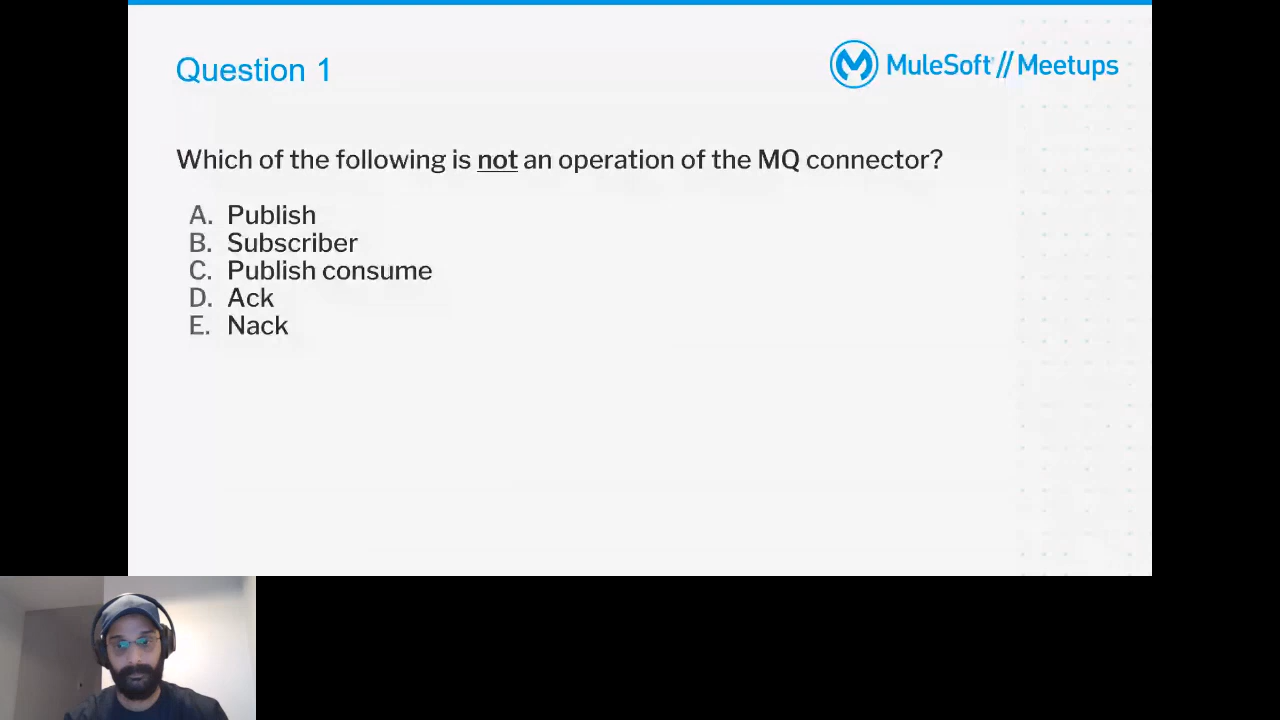 Question 1
MuleSoft // Meetups
Which of the following is not an operation of the MQ connector?
A. Publish
B. Subscriber
C. Publish consume
D. Ack
E. Nack